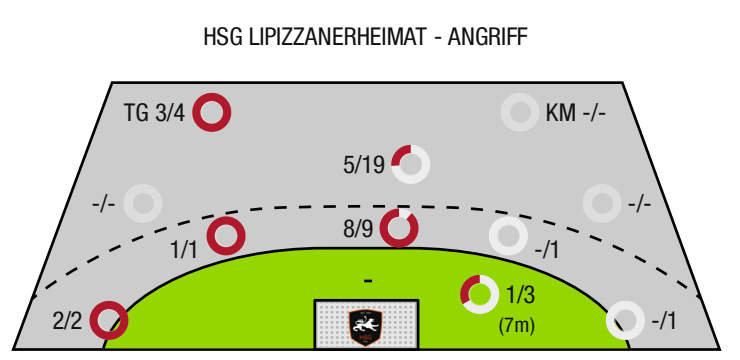 HSG LIPIZZANERHEIMAT - ANGRIFF
TG 3/4
KM -/-
5/19
-/-
-/-
1/1
8/9
-/1
-
2/2
1/3
(7m)
-/1
HSG